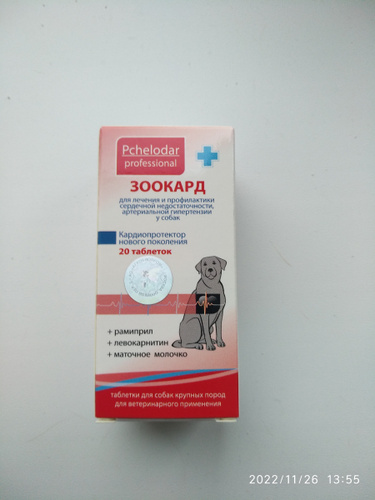 Pchelodar
professional
ЗООКАРД
для лечения и профилактики
сердечной недостаточности,
артериальной гипертензии
у собак
Кардиопротектор
нового поколения
20 таблеток
+ рамиприл
+ левокарнитин
+ маточное молочко
таблетки для собак крупных пород
для ветеринарного применения
2022/11/26 13:55